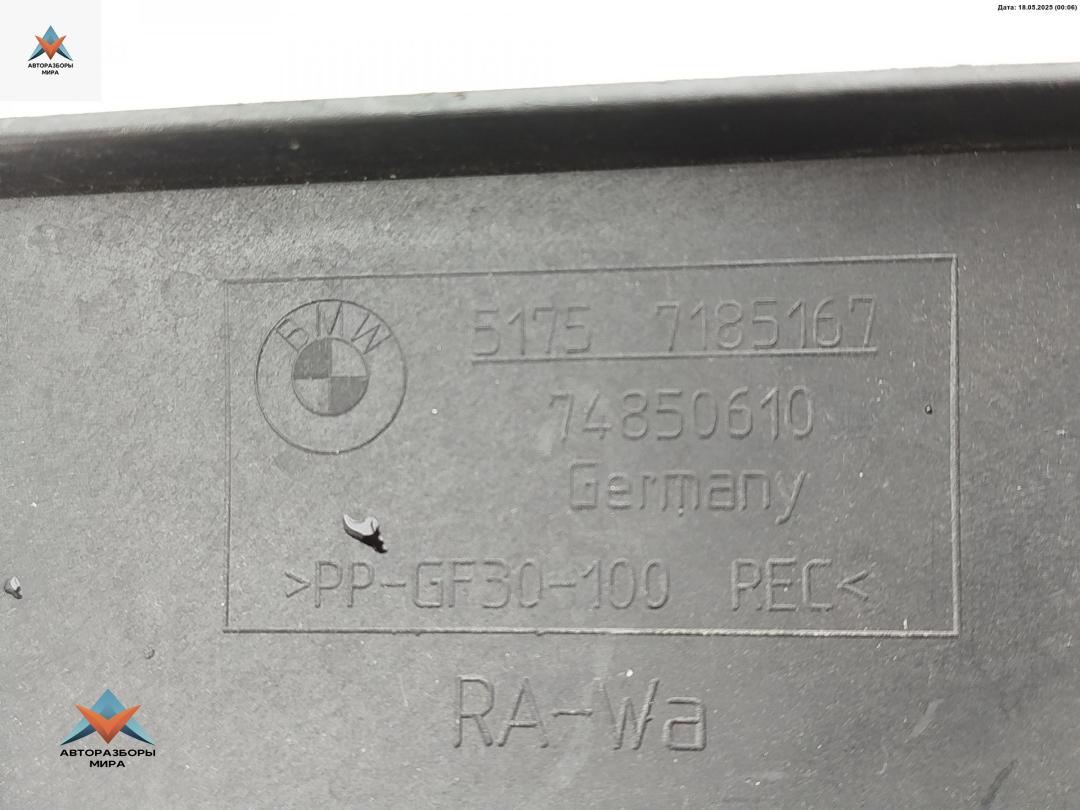 Дата: 18.05.2025 (00:06)
АВТОРАЗБОРЫ
МИРА
BMW
5175 7185167
74850610
Germany
>PP-GF30-100 REC<
RA-Wa
АВТОРАЗБОРЫ
МИРА